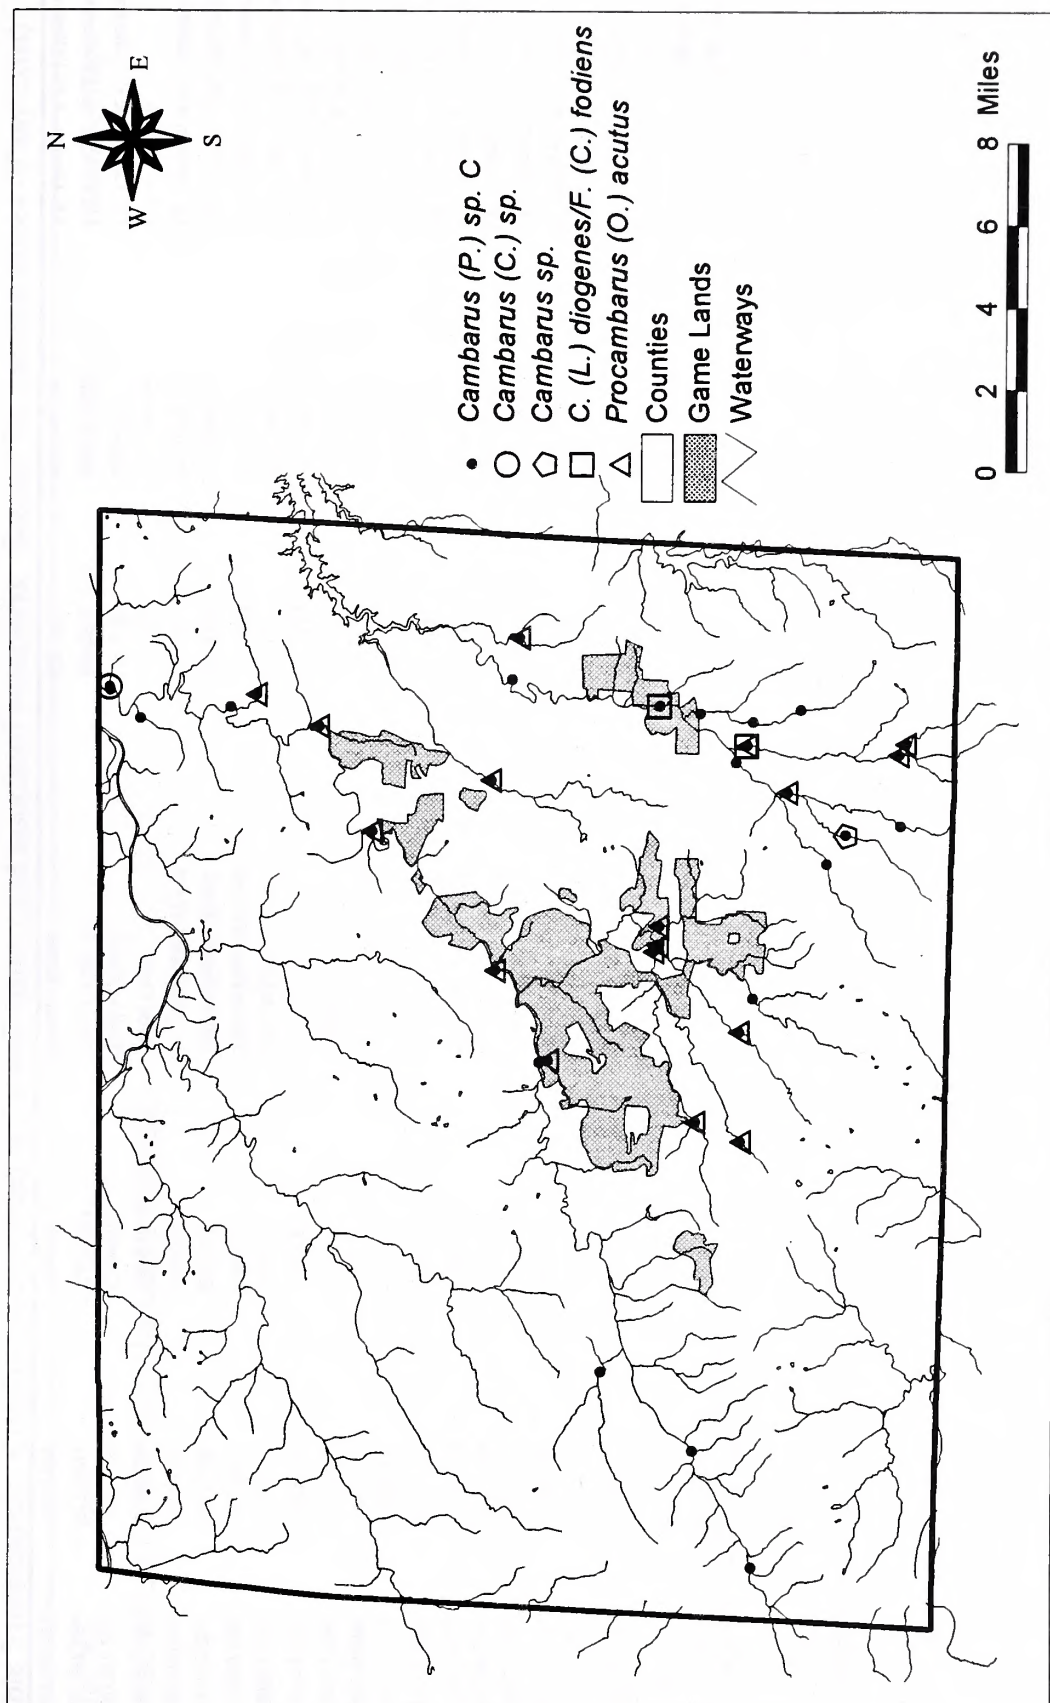 N
W
E
S
Cambarus (P.) sp. C
Cambarus (C.) sp.
Cambarus sp.
C. (L.) diogenes/F. (C.) fodiens
Procambarus (O.) acutus
Counties
Game Lands
Waterways
0 2 4 6 8 Miles